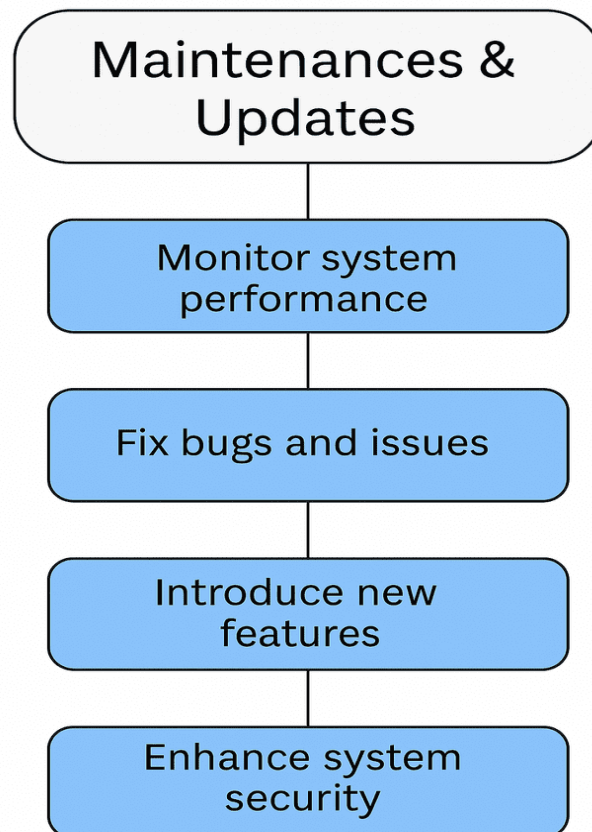 Maintenances &
Updates
Monitor system
performance
Fix bugs and issues
Introduce new
features
Enhance system
security